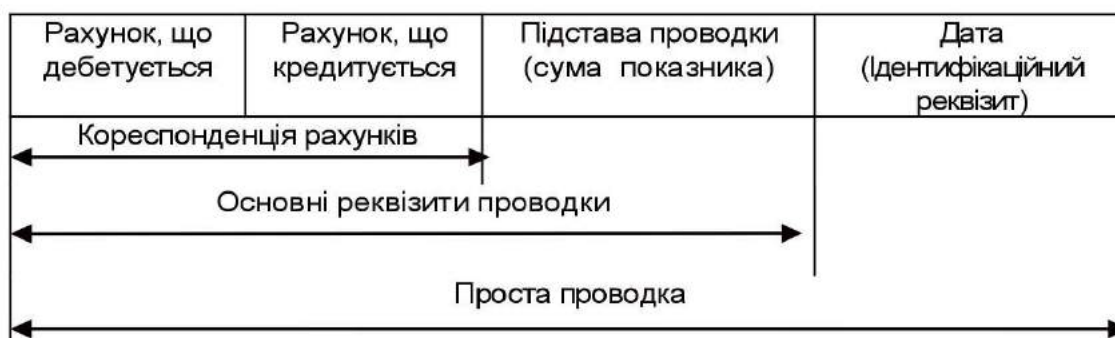 Рахунок, що дебетується
Рахунок, що кредитується
Підстава проводки (сума показника)
Дата (Ідентифікаційний реквізит)
Кореспонденція рахунків
Основні реквізити проводки
Проста проводка